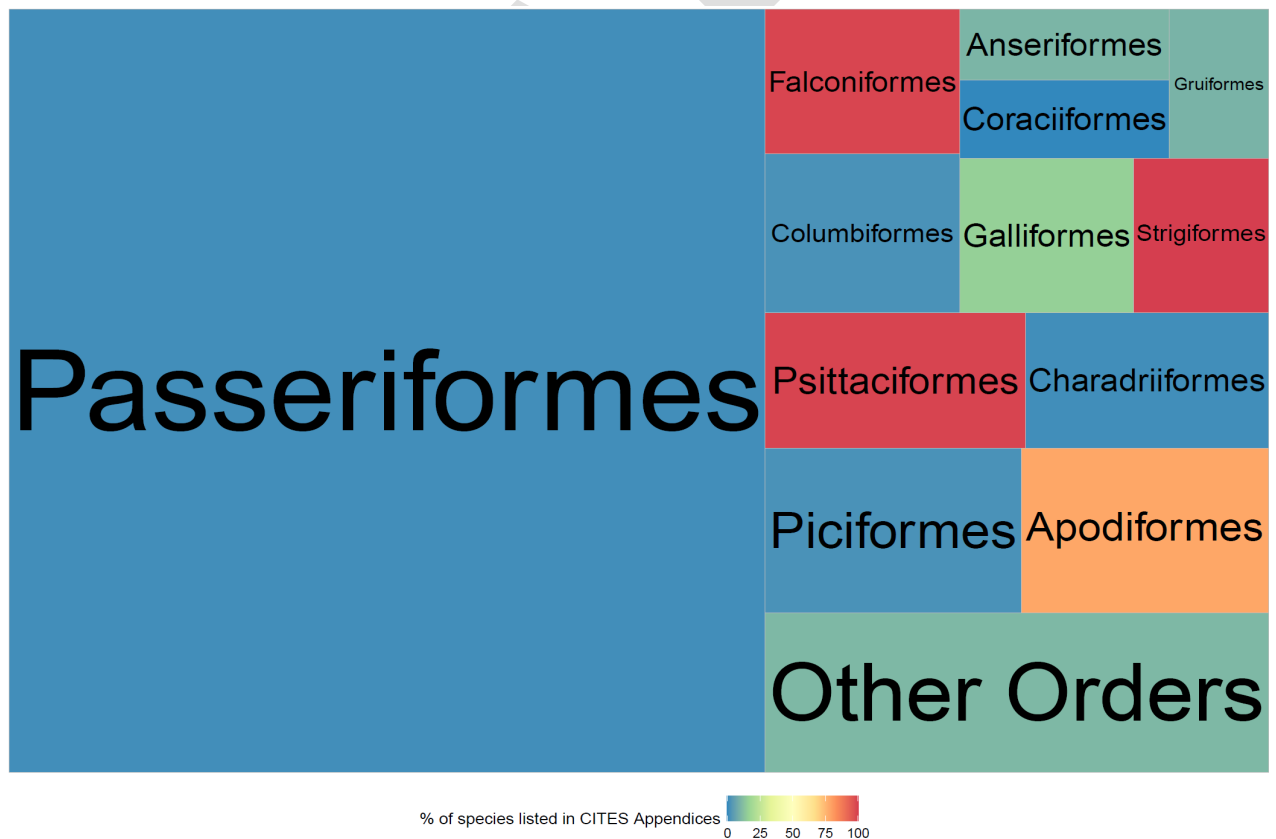 Passeriformes
Falconiformes
Anseriformes
Gruiformes
Coraciiformes
Columbiformes
Galliformes
Strigiformes
Psittaciformes
Charadriiformes
Piciformes
Apodiformes
Other Orders
% of species listed in CITES Appendices
0 25 50 75 100